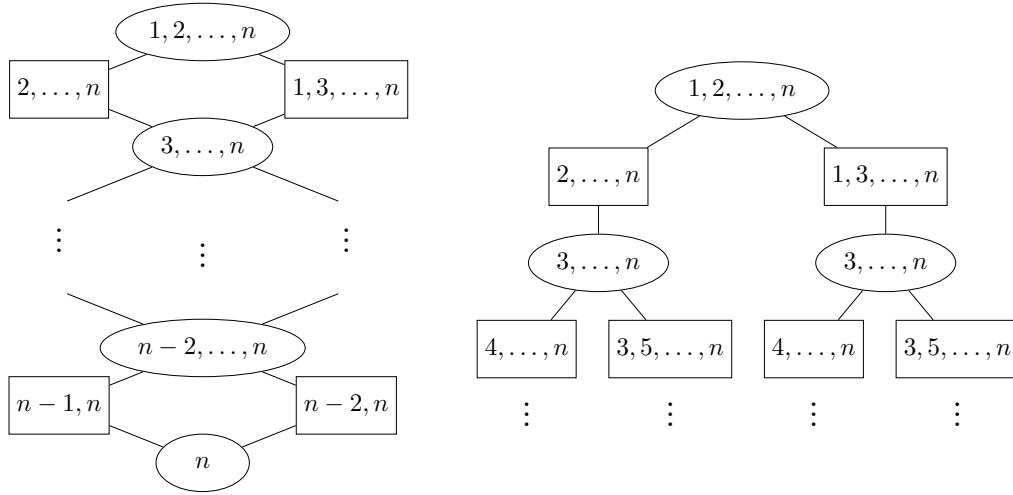 1, 2, . . . , n
2, . . . , n
1, 3, . . . , n
3, . . . , n
⋮
⋮
⋮
n − 2, . . . , n
n − 1, n
n − 2, n
n
1, 2, . . . , n
2, . . . , n
1, 3, . . . , n
3, . . . , n
3, . . . , n
4, . . . , n
3, 5, . . . , n
4, . . . , n
3, 5, . . . , n
⋮
⋮
⋮
⋮